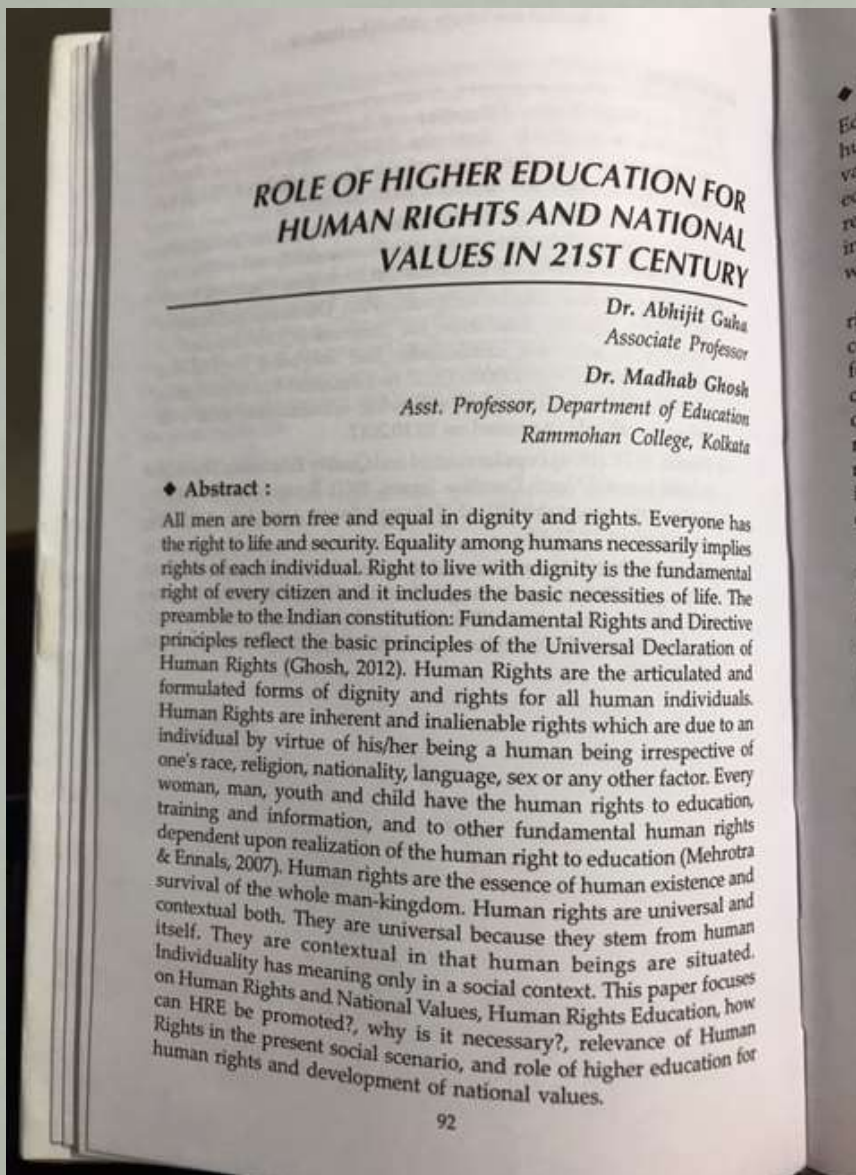 ROLE OF HIGHER EDUCATION FOR
HUMAN RIGHTS AND NATIONAL
VALUES IN 21ST CENTURY
Dr. Abhijit Guha
Associate Professor
Dr. Madhab Ghosh
Asst. Professor, Department of Education
Rammohan College, Kolkata
◆ Abstract :
All men are born free and equal in dignity and rights. Everyone has
the right to life and security. Equality among humans necessarily implies
rights of each individual. Right to live with dignity is the fundamental
right of every citizen and it includes the basic necessities of life. The
preamble to the Indian constitution: Fundamental Rights and Directive
principles reflect the basic principles of the Universal Declaration of
Human Rights (Ghosh, 2012). Human Rights are the articulated and
formulated forms of dignity and rights for all human individuals.
Human Rights are inherent and inalienable rights which are due to an
individual by virtue of his/her being a human being irrespective of
one's race, religion, nationality, language, sex or any other factor. Every
woman, man, youth and child have the human rights to education,
training and information, and to other fundamental human rights
dependent upon realization of the human right to education (Mehrotra
& Ennals, 2007). Human rights are the essence of human existence and
survival of the whole man-kingdom. Human rights are universal and
contextual both. They are universal because they stem from human
itself. They are contextual in that human beings are situated.
Individuality has meaning only in a social context. This paper focuses
on Human Rights and National Values, Human Rights Education, how
can HRE be promoted?, why is it necessary?, relevance of Human
Rights in the present social scenario, and role of higher education for
human rights and development of national values.
92